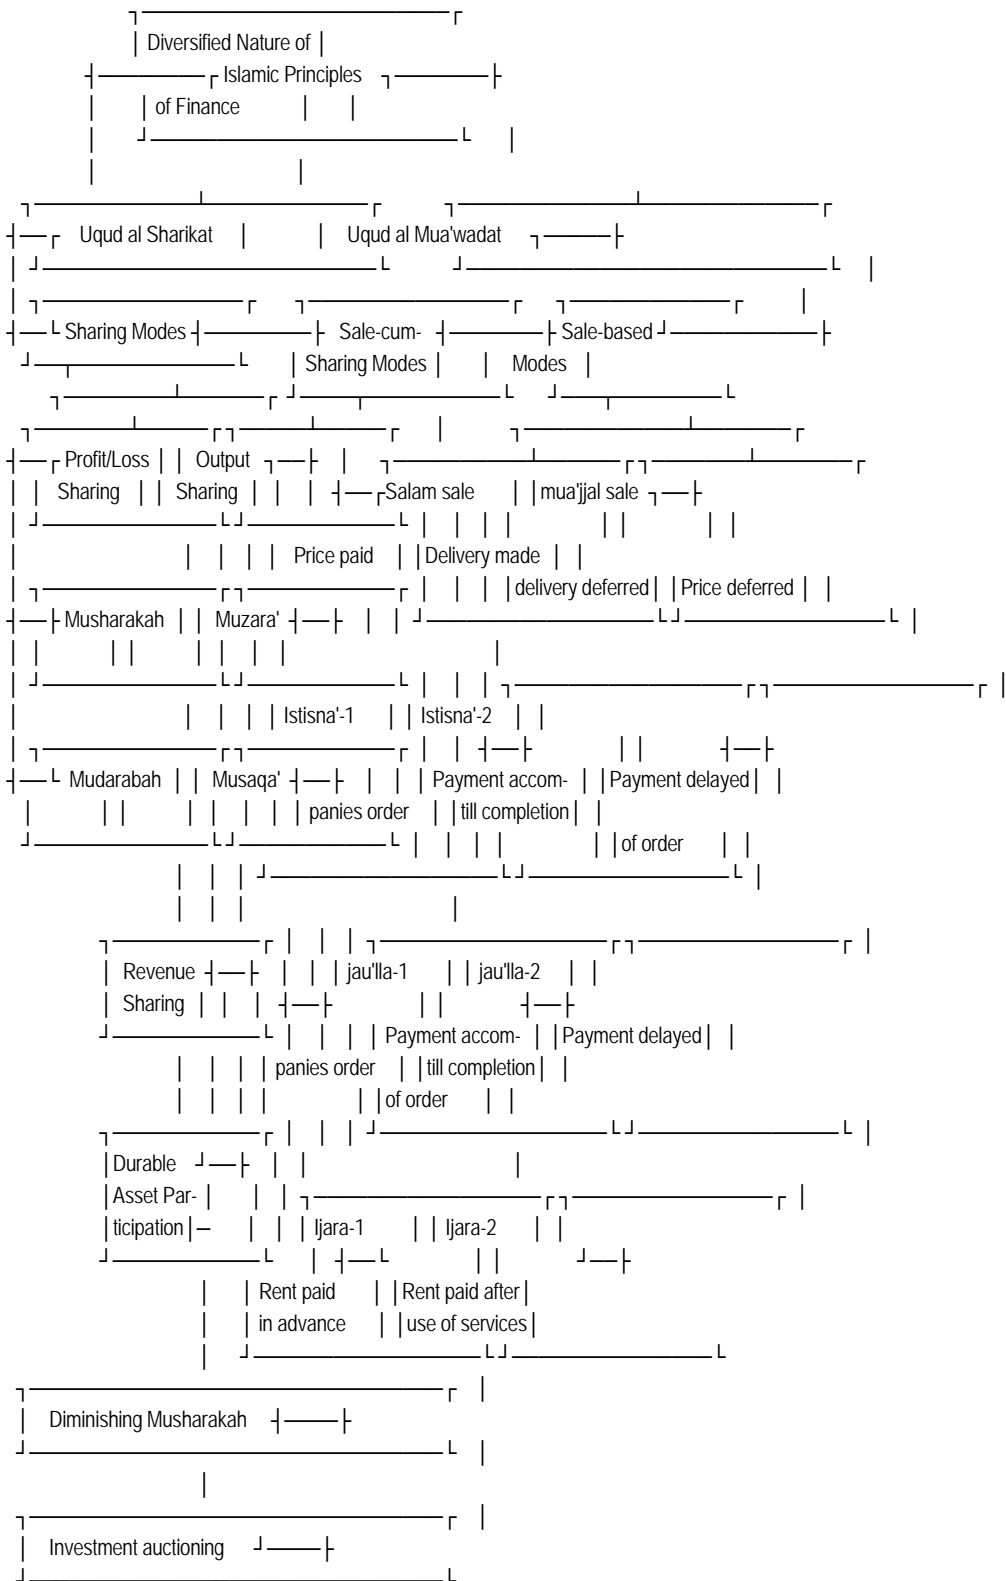 Diversified Nature of
Islamic Principles
of Finance
Uqud al Sharikat Uqud al Mua'wadat
Sharing Modes Sale-cum- Sale-based
Sharing Modes Modes
Profit/Loss Output
Sharing Sharing Salam sale mua'jjal sale
Price paid Delivery made
delivery deferred Price deferred
Musharakah Muzara'
Istisna'-1 Istisna'-2
Mudarabah Musaqa' Payment accom- Payment delayed
panies order till completion
of order
Revenue jau'lla-1 jau'lla-2
Sharing
Payment accom- Payment delayed
panies order till completion
of order
Durable
Asset Par-
ticipation Ijara-1 Ijara-2
Rent paid Rent paid after
in advance use of services
Diminishing Musharakah
Investment auctioning